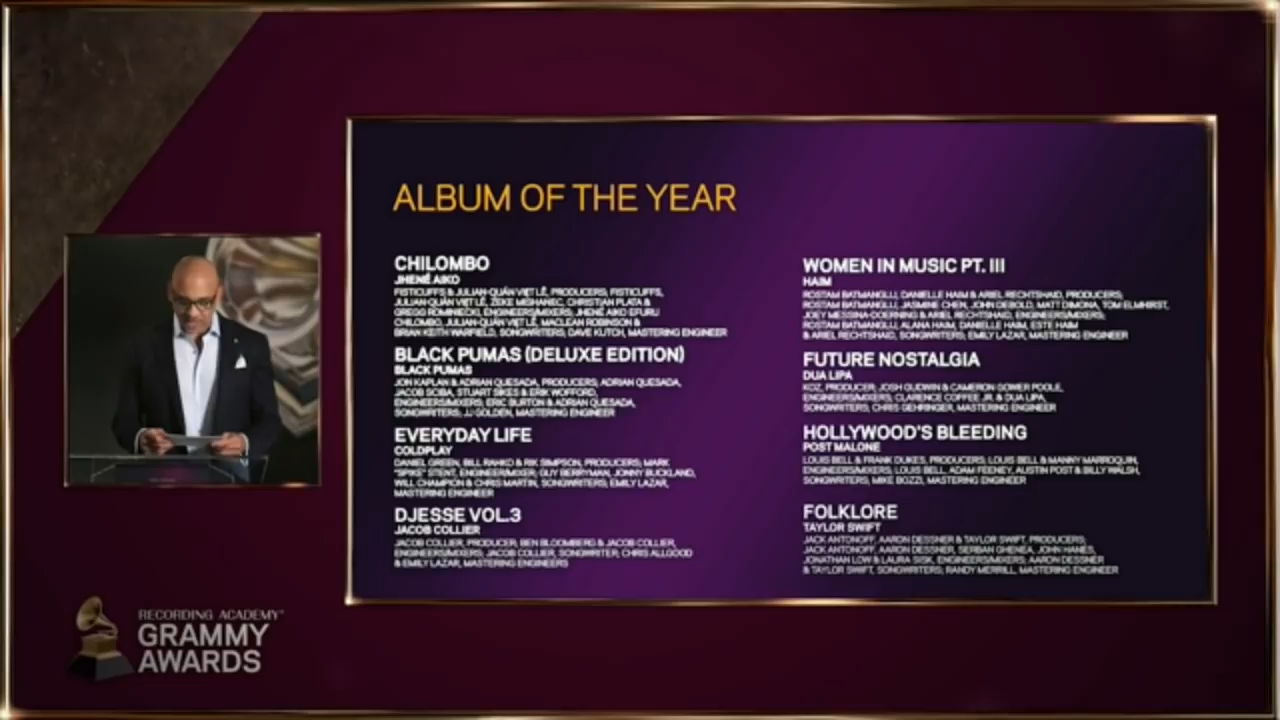 ALBUM OF THE YEAR
CHILOMBO
JHENÉ AIKO
FISTICUFFS & JULIAN-QUÁN VIỆT LÊ, PRODUCERS; FISTICUFFS,
JULIAN-QUÁN VIỆT LÊ, ZEKE MISHANEC, CHRISTIAN PLATA &
GREGG ROMINIECKI, ENGINEERS/MIXERS; JHENÉ AIKO EFURU
CHILOMBO, JULIAN-QUÁN VIỆT LÊ, MACLEAN ROBINSON &
BRIAN KEITH WARFIELD, SONGWRITERS; DAVE KUTCH, MASTERING ENGINEER
BLACK PUMAS (DELUXE EDITION)
BLACK PUMAS
JON KAPLAN & ADRIAN QUESADA, PRODUCERS; ADRIAN QUESADA,
JACOB SCIBA, STUART SIKES & ERIK WOFFORD,
ENGINEERS/MIXERS; ERIC BURTON & ADRIAN QUESADA,
SONGWRITERS; JJ GOLDEN, MASTERING ENGINEER
EVERYDAY LIFE
COLDPLAY
DANIEL GREEN, BILL RAHKO & RIK SIMPSON, PRODUCERS; MARK
"SPIKE" STENT, ENGINEER/MIXER; GUY BERRYMAN, JONNY BUCKLAND,
WILL CHAMPION & CHRIS MARTIN, SONGWRITERS; EMILY LAZAR,
MASTERING ENGINEER
DJESSE VOL.3
JACOB COLLIER
JACOB COLLIER, PRODUCER; BEN BLOOMBERG & JACOB COLLIER,
ENGINEERS/MIXERS; JACOB COLLIER, SONGWRITER; CHRIS ALLGOOD
& EMILY LAZAR, MASTERING ENGINEERS
WOMEN IN MUSIC PT. III
HAIM
ROSTAM BATMANGLIJ, DANIELLE HAIM & ARIEL RECHTSHAID, PRODUCERS;
ROSTAM BATMANGLIJ, JASMINE CHEN, JOHN DEBOLD, MATT DIMONA, TOM ELMHIRST,
JOEY MESSINA-DOERNING & ARIEL RECHTSHAID, ENGINEERS/MIXERS;
ROSTAM BATMANGLIJ, ALANA HAIM, DANIELLE HAIM, ESTE HAIM
& ARIEL RECHTSHAID, SONGWRITERS; EMILY LAZAR, MASTERING ENGINEER
FUTURE NOSTALGIA
DUA LIPA
KOZ, PRODUCER; JOSH GUDWIN & CAMERON GOWER POOLE,
ENGINEERS/MIXERS; CLARENCE COFFEE JR. & DUA LIPA,
SONGWRITERS; CHRIS GEHRINGER, MASTERING ENGINEER
HOLLYWOOD'S BLEEDING
POST MALONE
LOUIS BELL & FRANK DUKES, PRODUCERS; LOUIS BELL & MANNY MARROQUIN,
ENGINEERS/MIXERS; LOUIS BELL, ADAM FEENEY, AUSTIN POST & BILLY WALSH,
SONGWRITERS; MIKE BOZZI, MASTERING ENGINEER
FOLKLORE
TAYLOR SWIFT
JACK ANTONOFF, AARON DESSNER & TAYLOR SWIFT, PRODUCERS;
JACK ANTONOFF, AARON DESSNER, SERBAN GHENEA, JOHN HANES,
JONATHAN LOW & LAURA SISK, ENGINEERS/MIXERS; AARON DESSNER
& TAYLOR SWIFT, SONGWRITERS; RANDY MERRILL, MASTERING ENGINEER
RECORDING ACADEMY
GRAMMY
AWARDS